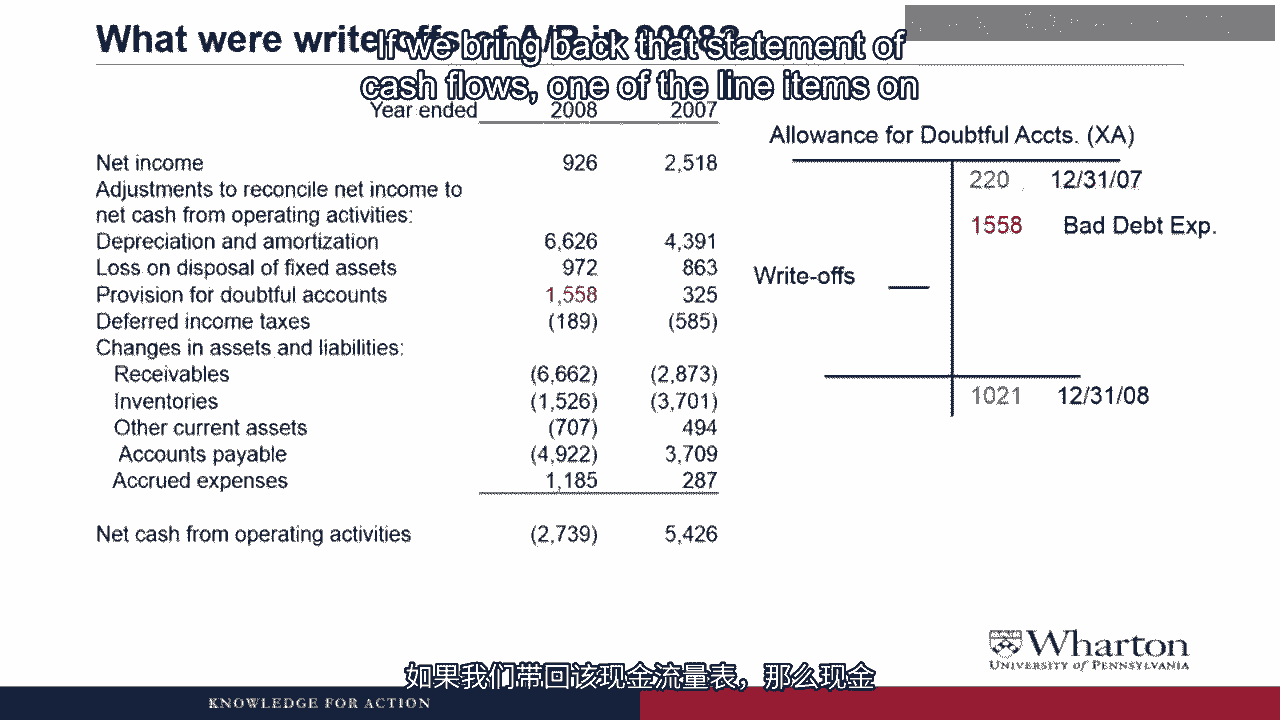 What were write-offs of A/R in 2008?
If we bring back that statement of
cash flows, one of the line items on
Year ended 2008 2007
Net income 926 2,518
Adjustments to reconcile net income to
net cash from operating activities:
Depreciation and amortization 6,626 4,391
Loss on disposal of fixed assets 972 863
Provision for doubtful accounts 1,558 325
Deferred income taxes (189) (585)
Changes in assets and liabilities:
Receivables (6,662) (2,873)
Inventories (1,526) (3,701)
Other current assets (707) 494
Accounts payable (4,922) 3,709
Accrued expenses 1,185 287
Net cash from operating activities (2,739) 5,426
Allowance for Doubtful Accts. (XA)
220 12/31/07
1558 Bad Debt Exp.
Write-offs
1021 12/31/08
Wharton
UNIVERSITY of PENNSYLVANIA
如果我们带回该现金流量表，那么现金
KNOWLEDGE FOR ACTION